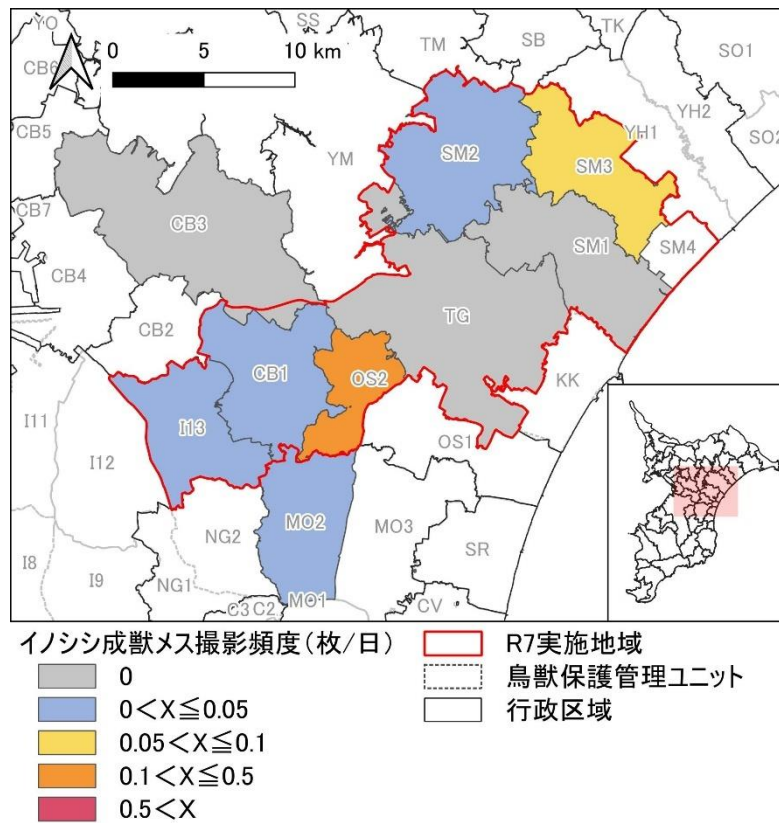 YO
SS
TM
SB
TK
SO1
0 5 10 km
CB6
CB5
YM
SM2
YH1
YH2
SO2
SM3
CB7
CB3
SM1
SM4
CB4
TG
CB2
CB1
OS2
KK
I11
I13
I12
OS1
MO2
NG2
MO3
SR
I8
I9
NG1
C3
C2
MO1
CV
イノシシ成獣メス撮影頻度(枚/日)
0
0<X≦0.05
0.05<X≦0.1
0.1<X≦0.5
0.5<X
R7実施地域
鳥獣保護管理ユニット
行政区域